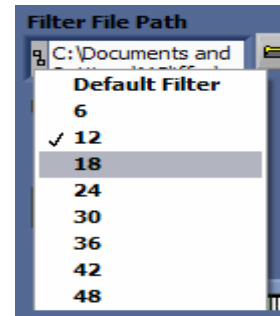 Filter File Path
C:\Documents and
Default Filter
6
✓ 12
18
24
30
36
42
48